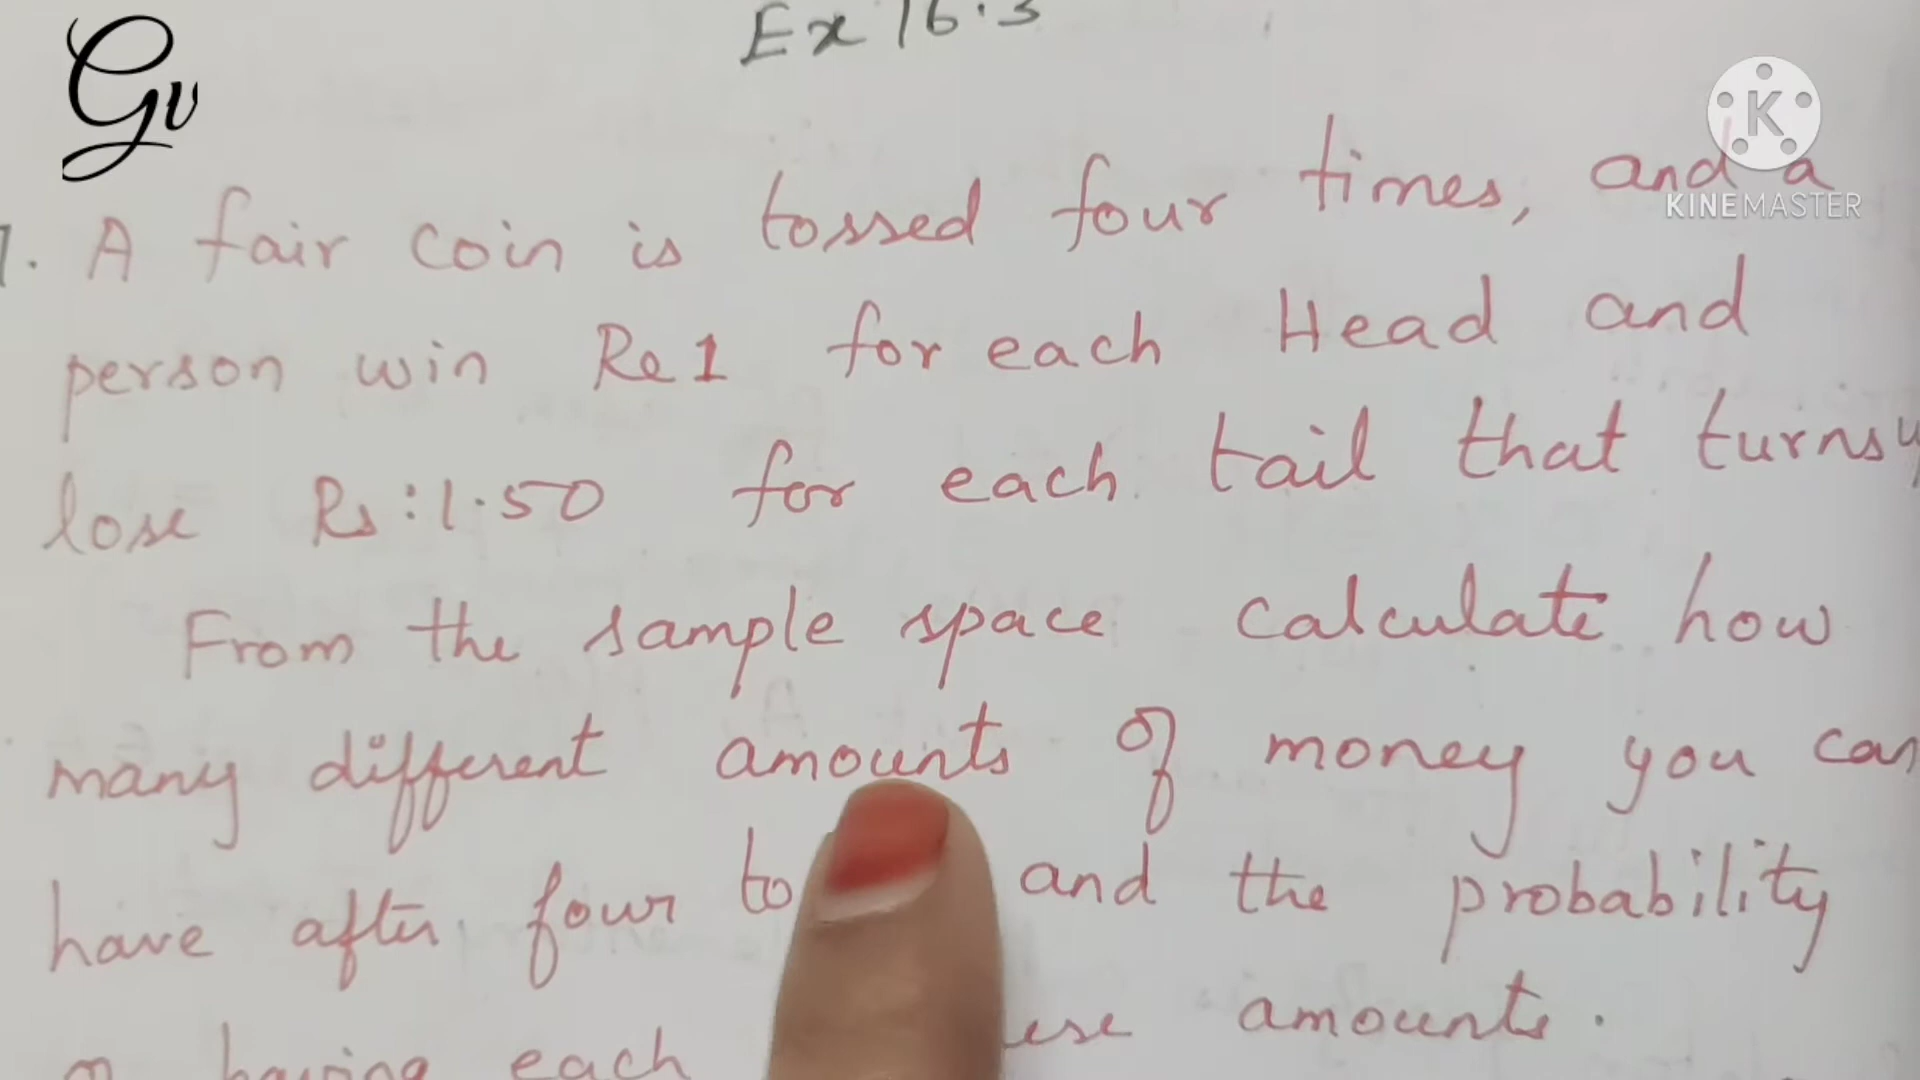 Ex 16.3
Gv
K
KINEMASTER
1. A fair coin is tossed four times, and a
person win Re 1 for each Head and
lose Rs:1.50 for each tail that turns
From the sample space calculate how
many different amounts of money you can
have after four and the probability
having each amounts.